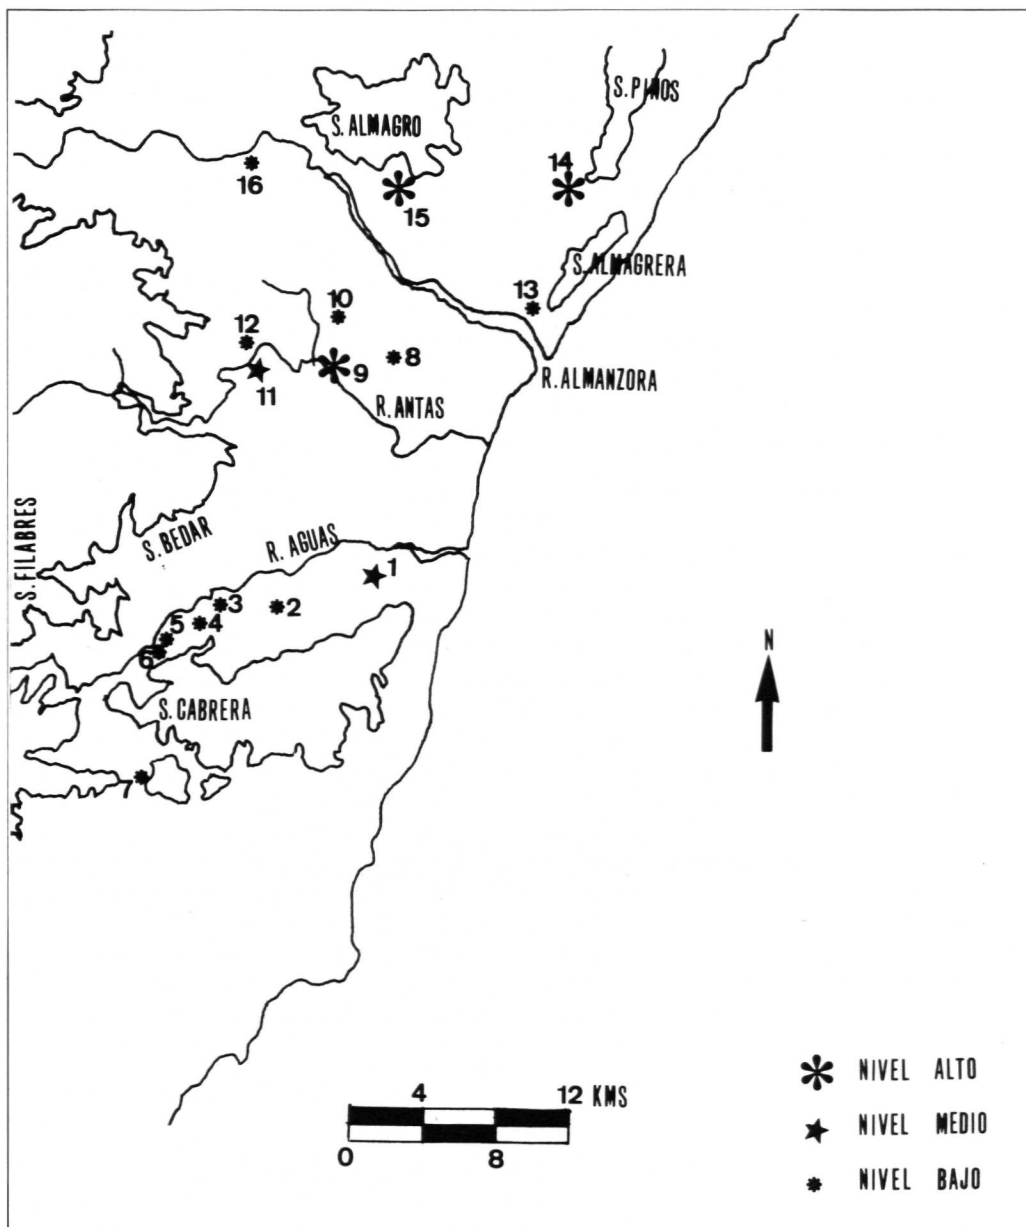 S. PINOS
S. ALMAGRO
14
16
15
S. ALMAGRERA
13
10
12
8
9
11
R. ALMANZORA
R. ANTAS
S. FILABRES
S. BEDAR
R. AGUAS
1
3
2
4
5
6
N
S. CABRERA
7
4 12 KMS
0 8
NIVEL ALTO
NIVEL MEDIO
NIVEL BAJO